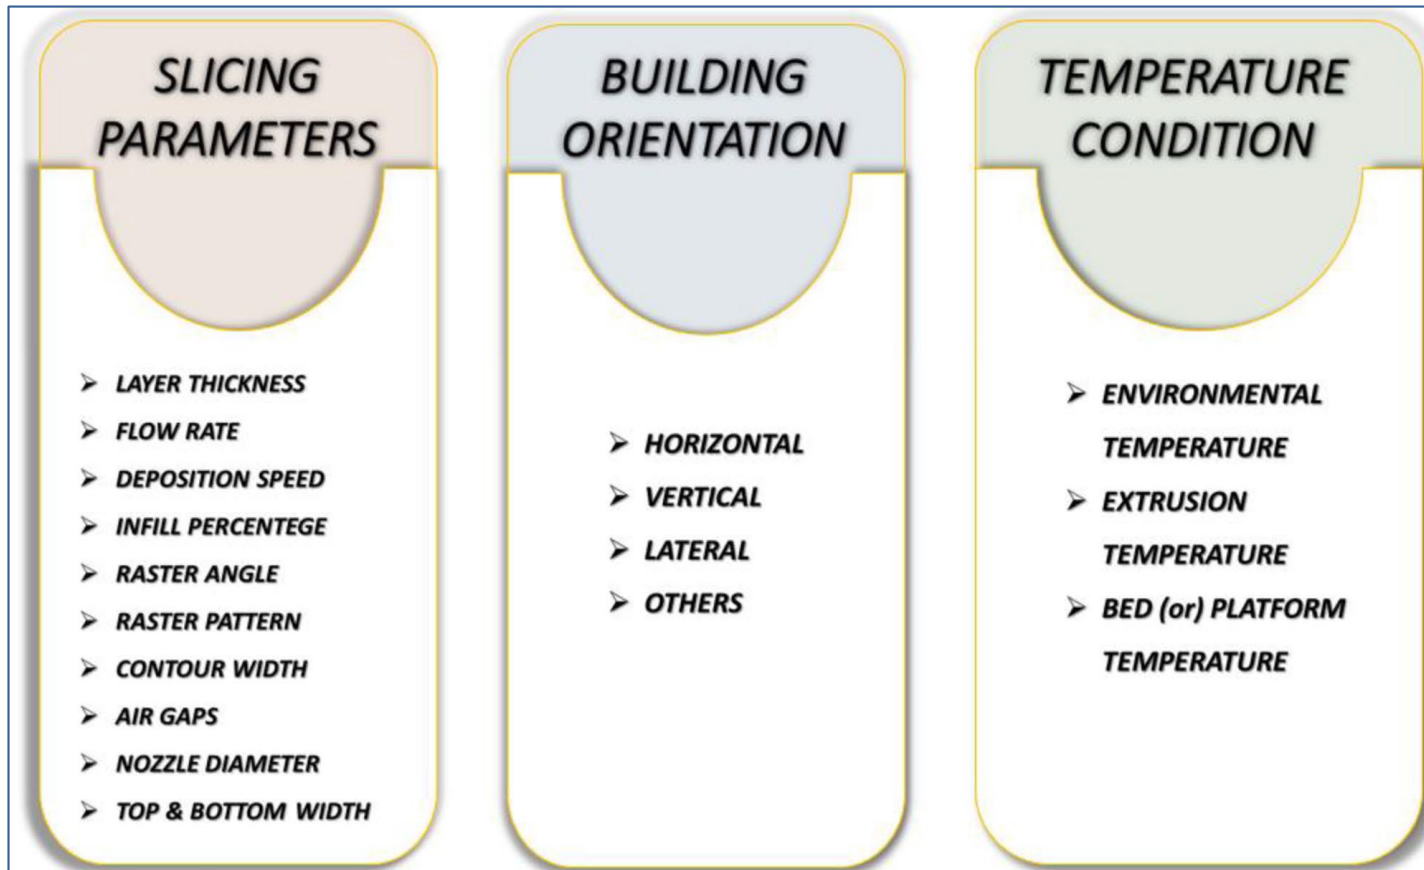 SLICING
PARAMETERS
➢ LAYER THICKNESS
➢ FLOW RATE
➢ DEPOSITION SPEED
➢ INFILL PERCENTEGE
➢ RASTER ANGLE
➢ RASTER PATTERN
➢ CONTOUR WIDTH
➢ AIR GAPS
➢ NOZZLE DIAMETER
➢ TOP & BOTTOM WIDTH
BUILDING
ORIENTATION
➢ HORIZONTAL
➢ VERTICAL
➢ LATERAL
➢ OTHERS
TEMPERATURE
CONDITION
➢ ENVIRONMENTAL
TEMPERATURE
➢ EXTRUSION
TEMPERATURE
➢ BED (or) PLATFORM
TEMPERATURE